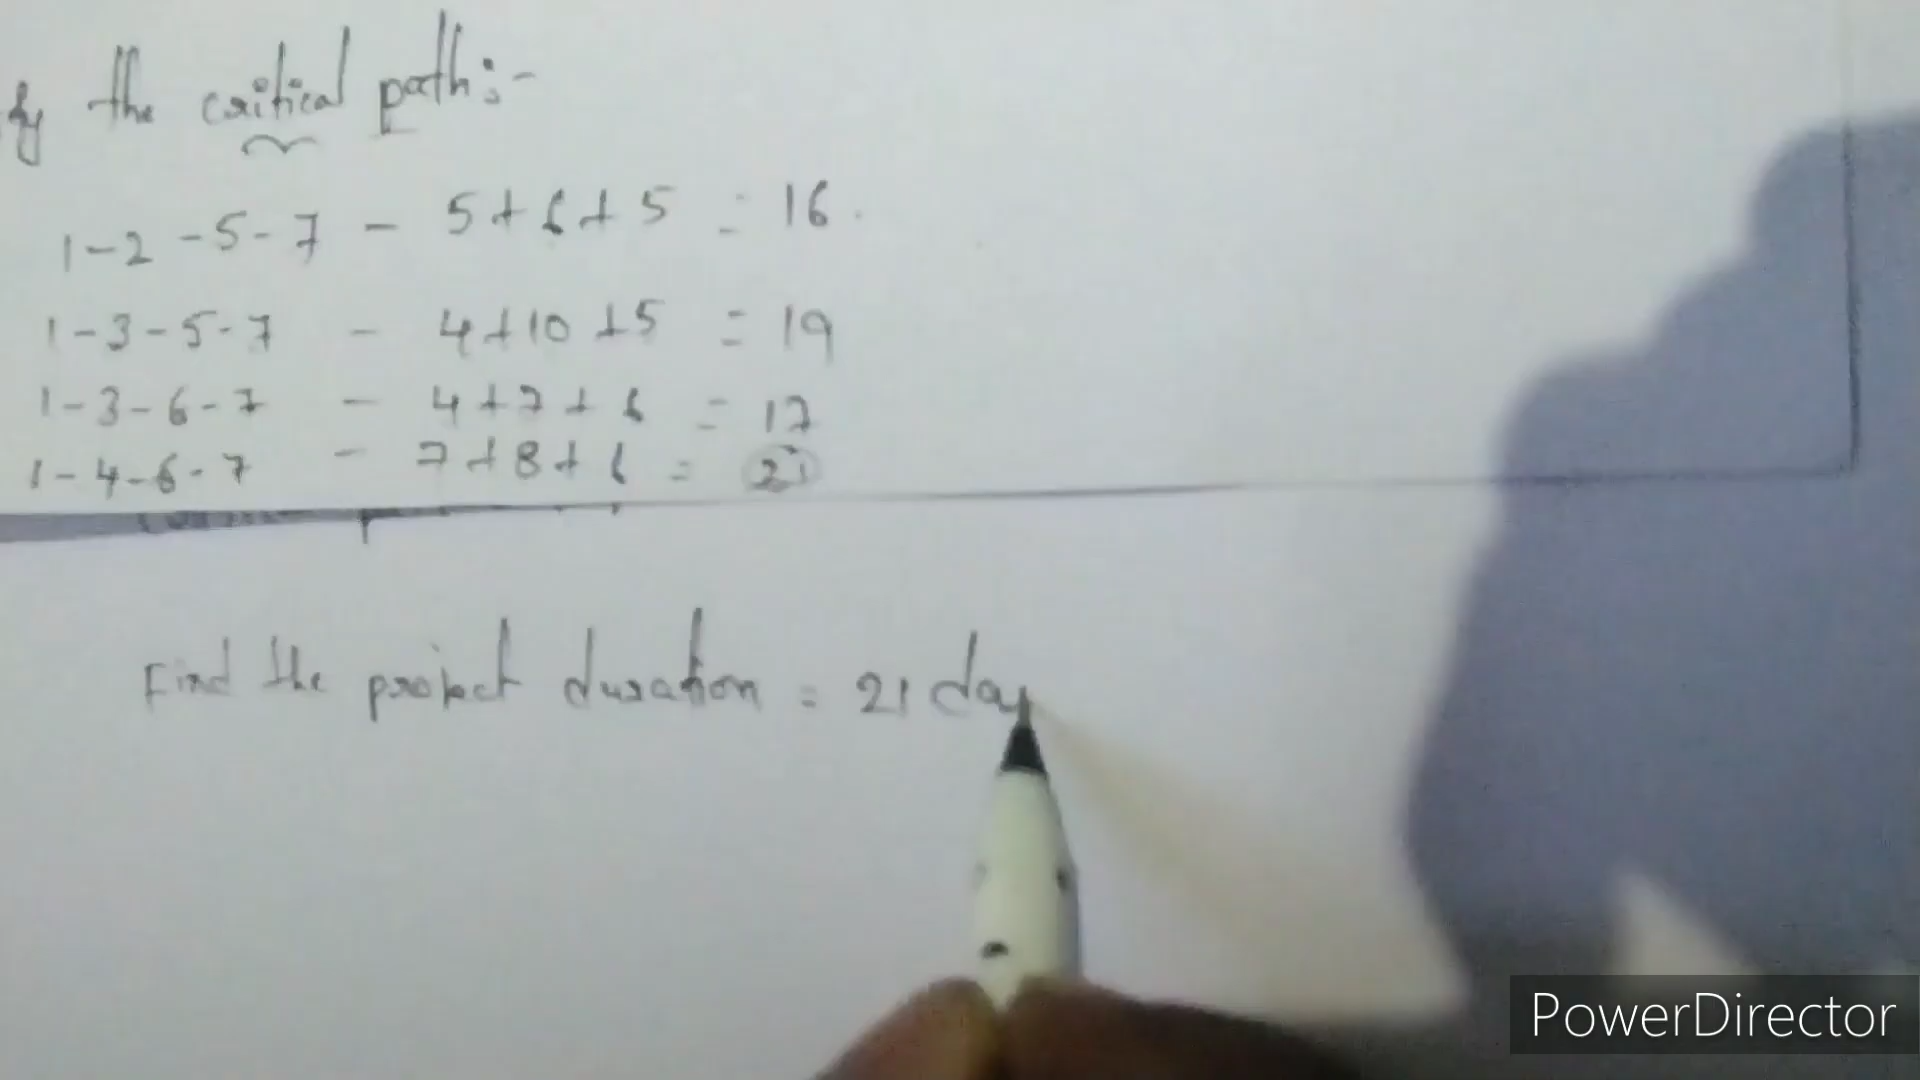 the critical path:-
1-2-5-7 - 5+6+5 = 16.
1-3-5-7 - 4+10+5 = 19
1-3-6-7 - 4+7+6 = 17
1-4-6-7 - 7+8+6 = 21
Find the project duration = 21 day
PowerDirector